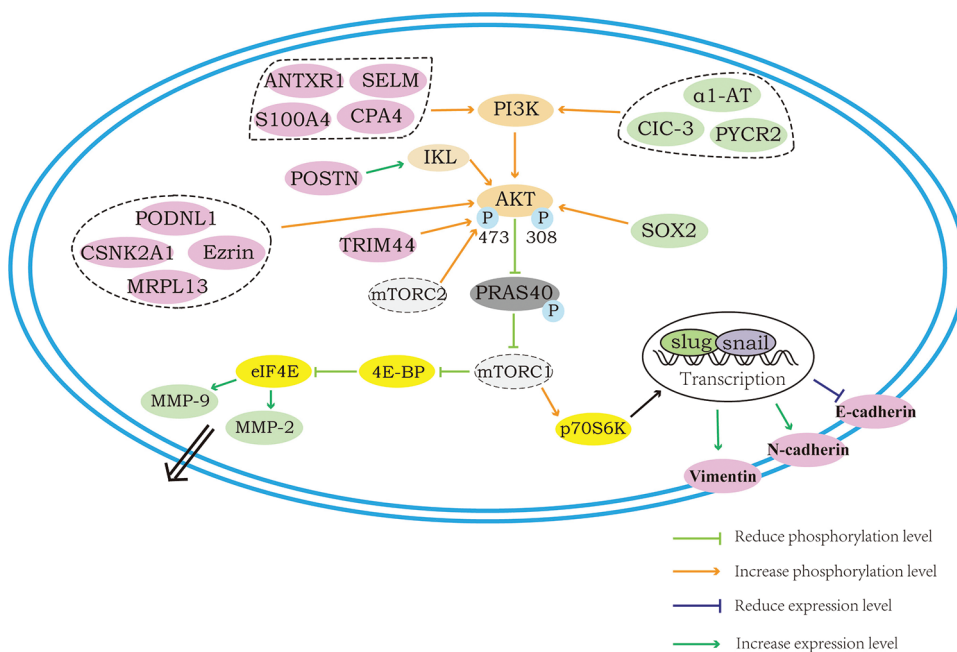 ANTXR1
SELM
S100A4
CPA4
PI3K
α1-AT
CIC-3
PYCR2
IKL
POSTN
AKT
P
P
473
308
PODNL1
CSNK2A1
Ezrin
MRPL13
TRIM44
SOX2
mTORC2
PRAS40
P
slug
snail
Transcription
eIF4E
4E-BP
mTORC1
MMP-9
MMP-2
p70S6K
E-cadherin
N-cadherin
Vimentin
Reduce phosphorylation level
Increase phosphorylation level
Reduce expression level
Increase expression level